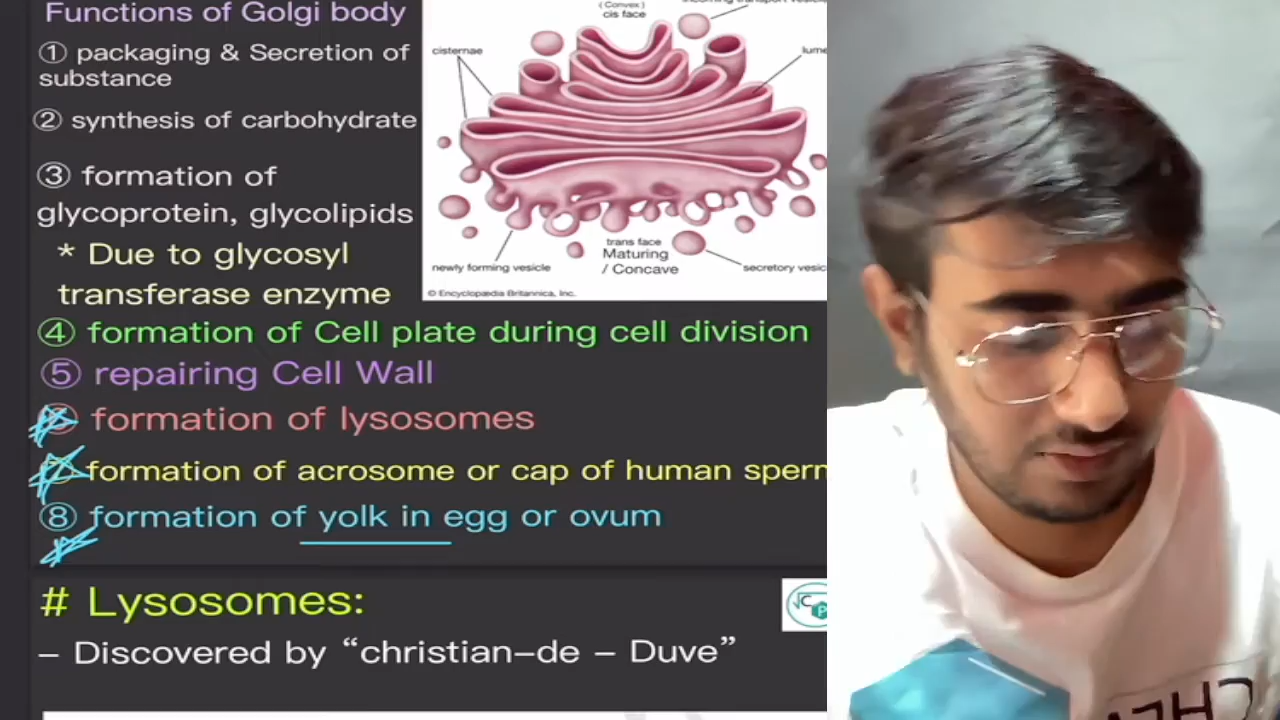 Functions of Golgi body
① packaging & Secretion of
substance
② synthesis of carbohydrate
③ formation of
glycoprotein, glycolipids
* Due to glycosyl
transferase enzyme
④ formation of Cell plate during cell division
⑤ repairing Cell Wall
formation of lysosomes
formation of acrosome or cap of human sperm
⑧ formation of yolk in egg or ovum
# Lysosomes:
– Discovered by “christian–de – Duve”
(Convex)
cis face
cisternae
trans face
Maturing
/ Concave
newly forming vesicle
© Encyclopædia Britannica, Inc.